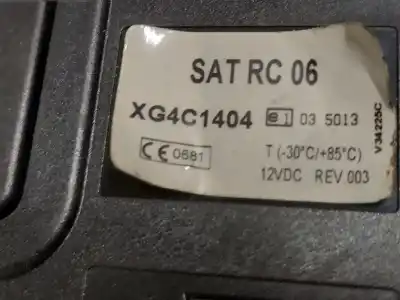 SAT RC 06
XG4C1404 e1 03 5013
CE 0681 T (-30°C/+85°C)
12VDC REV.003
V34225C